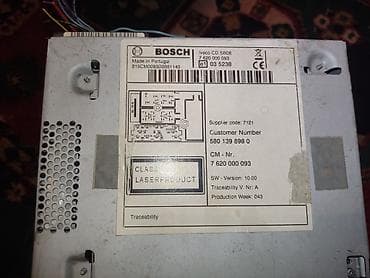 BOSCH
Iveco CD SB08
7 620 000 093
Made in Portugal
03 5238
Supplier code: 7121
Customer Number
580 139 898 0
CM - Nr.
7 620 000 093
SW - Version: 10.00
Traceability V. Nr: A
Production Week: 043
CLASS
LASERPRODUCT
Traceability